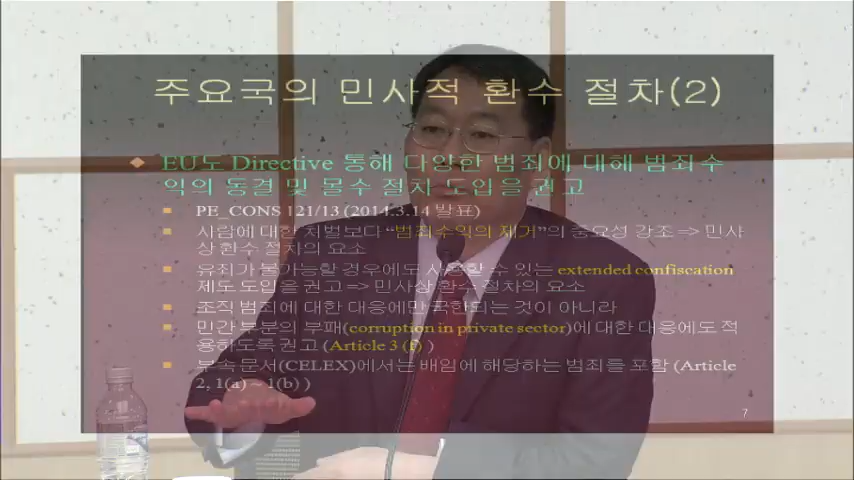 주요국의 민사적 환수 절차(2)
EU도 Directive 통해 다양한 범죄에 대해 범죄수
익의 동결 및 몰수 절차 도입을 권고
PE_CONS 121/13 (2014.3.14 발표)
사람에 대한 처벌보다 “범죄수익의 제거”의 중요성 강조 => 민사
상 환수 절차의 요소
유죄가 불가능할 경우에도 사용할 수 있는 extended confiscation
제도 도입을 권고 => 민사상 환수 절차의 요소
조직 범죄에 대한 대응에만 국한되는 것이 아니라
민간 부분의 부패(corruption in private sector)에 대한 대응에도 적
용하도록 권고 (Article 3 (f) )
부속 문서(CELEX)에서는 배임에 해당하는 범죄를 포함 (Article
2, 1(a) – 1(b) )
7